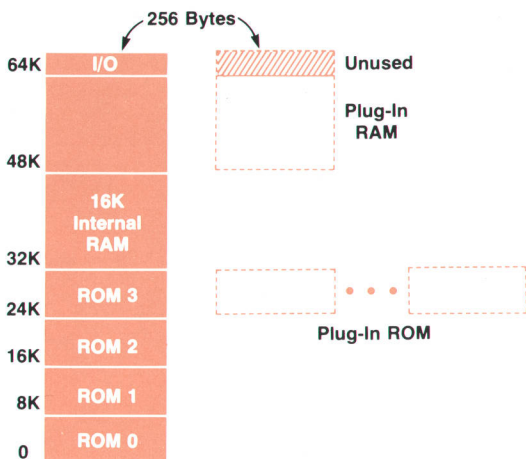 256 Bytes
64K
I/O
Unused
Plug-In
RAM
48K
16K
Internal
RAM
32K
ROM 3
24K
Plug-In ROM
ROM 2
16K
ROM 1
8K
ROM 0
0